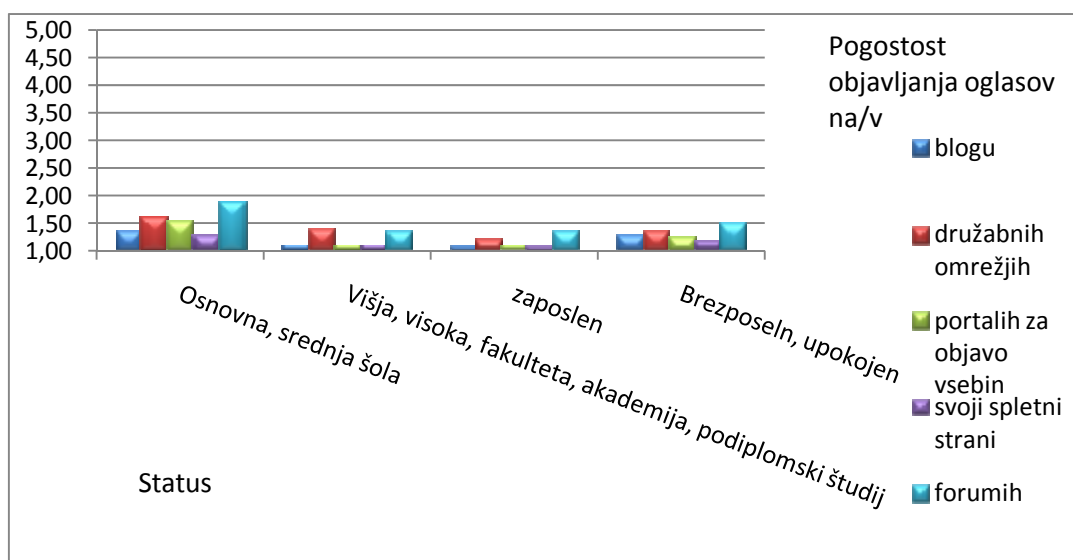 5,00
4,50
4,00
3,50
3,00
2,50
2,00
1,50
1,00
Osnovna, srednja šola
Višja, visoka, fakulteta, akademija, podiplomski študij
zaposlen
Brezposeln, upokojen
Status
Pogostost
objavljanja oglasov
na/v
blogu
družabnih
omrežjih
portalih za
objavo
vsebin
svoji spletni
strani
forumih